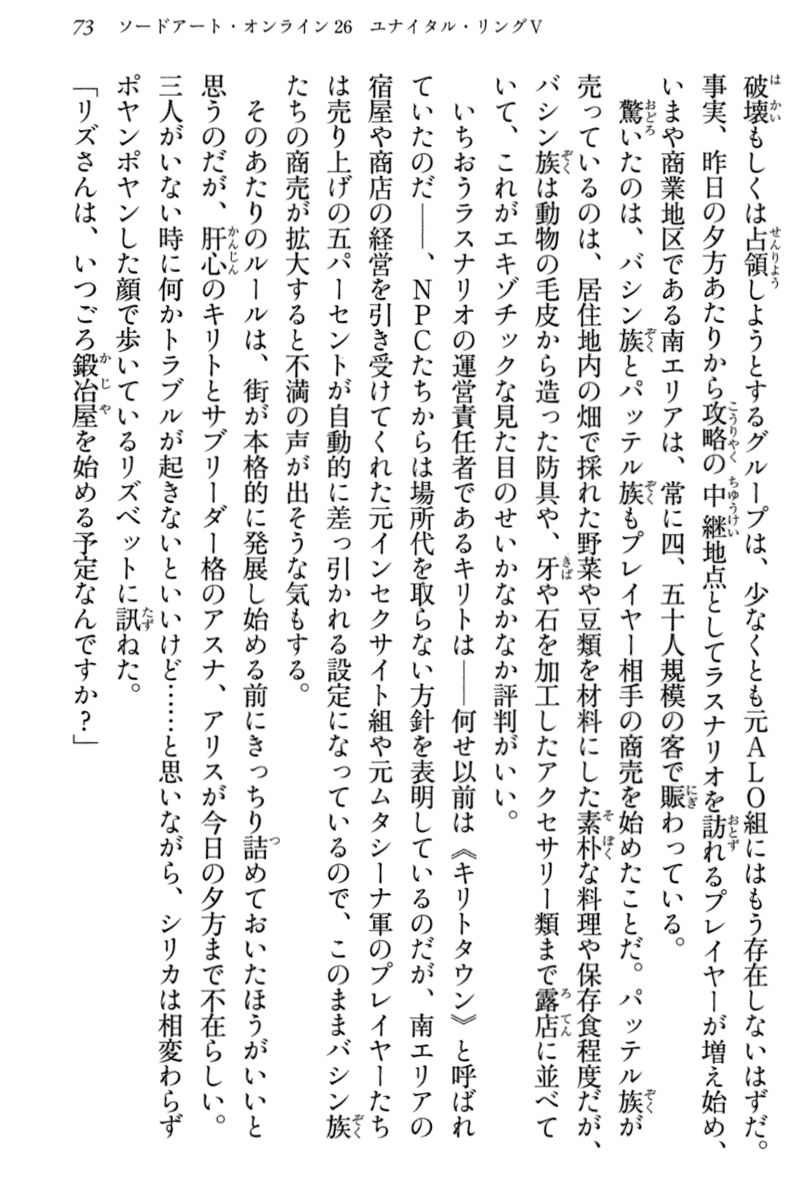 73　ソードアート・オンライン26　ユナイタル・リングⅤ
破壊もしくは占領しようとするグループは、少なくとも元ALO組にはもう存在しないはずだ。
事実、昨日の夕方あたりから攻略の中継地点としてラスナリオを訪れるプレイヤーが増え始め、
いまや商業地区である南エリアは、常に四、五十人規模の客で賑わっている。
　驚いたのは、バシン族とパッテル族もプレイヤー相手の商売を始めたことだ。パッテル族が
売っているのは、居住地内の畑で採れた野菜や豆類を材料にした素朴な料理や保存食程度だが、
バシン族は動物の毛皮から造った防具や、牙や石を加工したアクセサリー類まで露店に並べて
いて、これがエキゾチックな見た目のせいかなかなか評判がいい。
　いちおうラスナリオの運営責任者であるキリトは――何せ以前は《キリトタウン》と呼ばれ
ていたのだ――、NPCたちからは場所代を取らない方針を表明しているのだが、南エリアの
宿屋や商店の経営を引き受けてくれた元インセクサイト組や元ムタシーナ軍のプレイヤーたち
は売り上げの五パーセントが自動的に差っ引かれる設定になっているので、このままバシン族
たちの商売が拡大すると不満の声が出そうな気もする。
　そのあたりのルールは、街が本格的に発展し始める前にきっちり詰めておいたほうがいいと
思うのだが、肝心のキリトとサブリーダー格のアスナ、アリスが今日の夕方まで不在らしい。
三人がいない時に何かトラブルが起きないといいけど……と思いながら、シリカは相変わらず
ポヤンポヤンした顔で歩いているリズベットに訊ねた。
「リズさんは、いつごろ鍛冶屋を始める予定なんですか？」